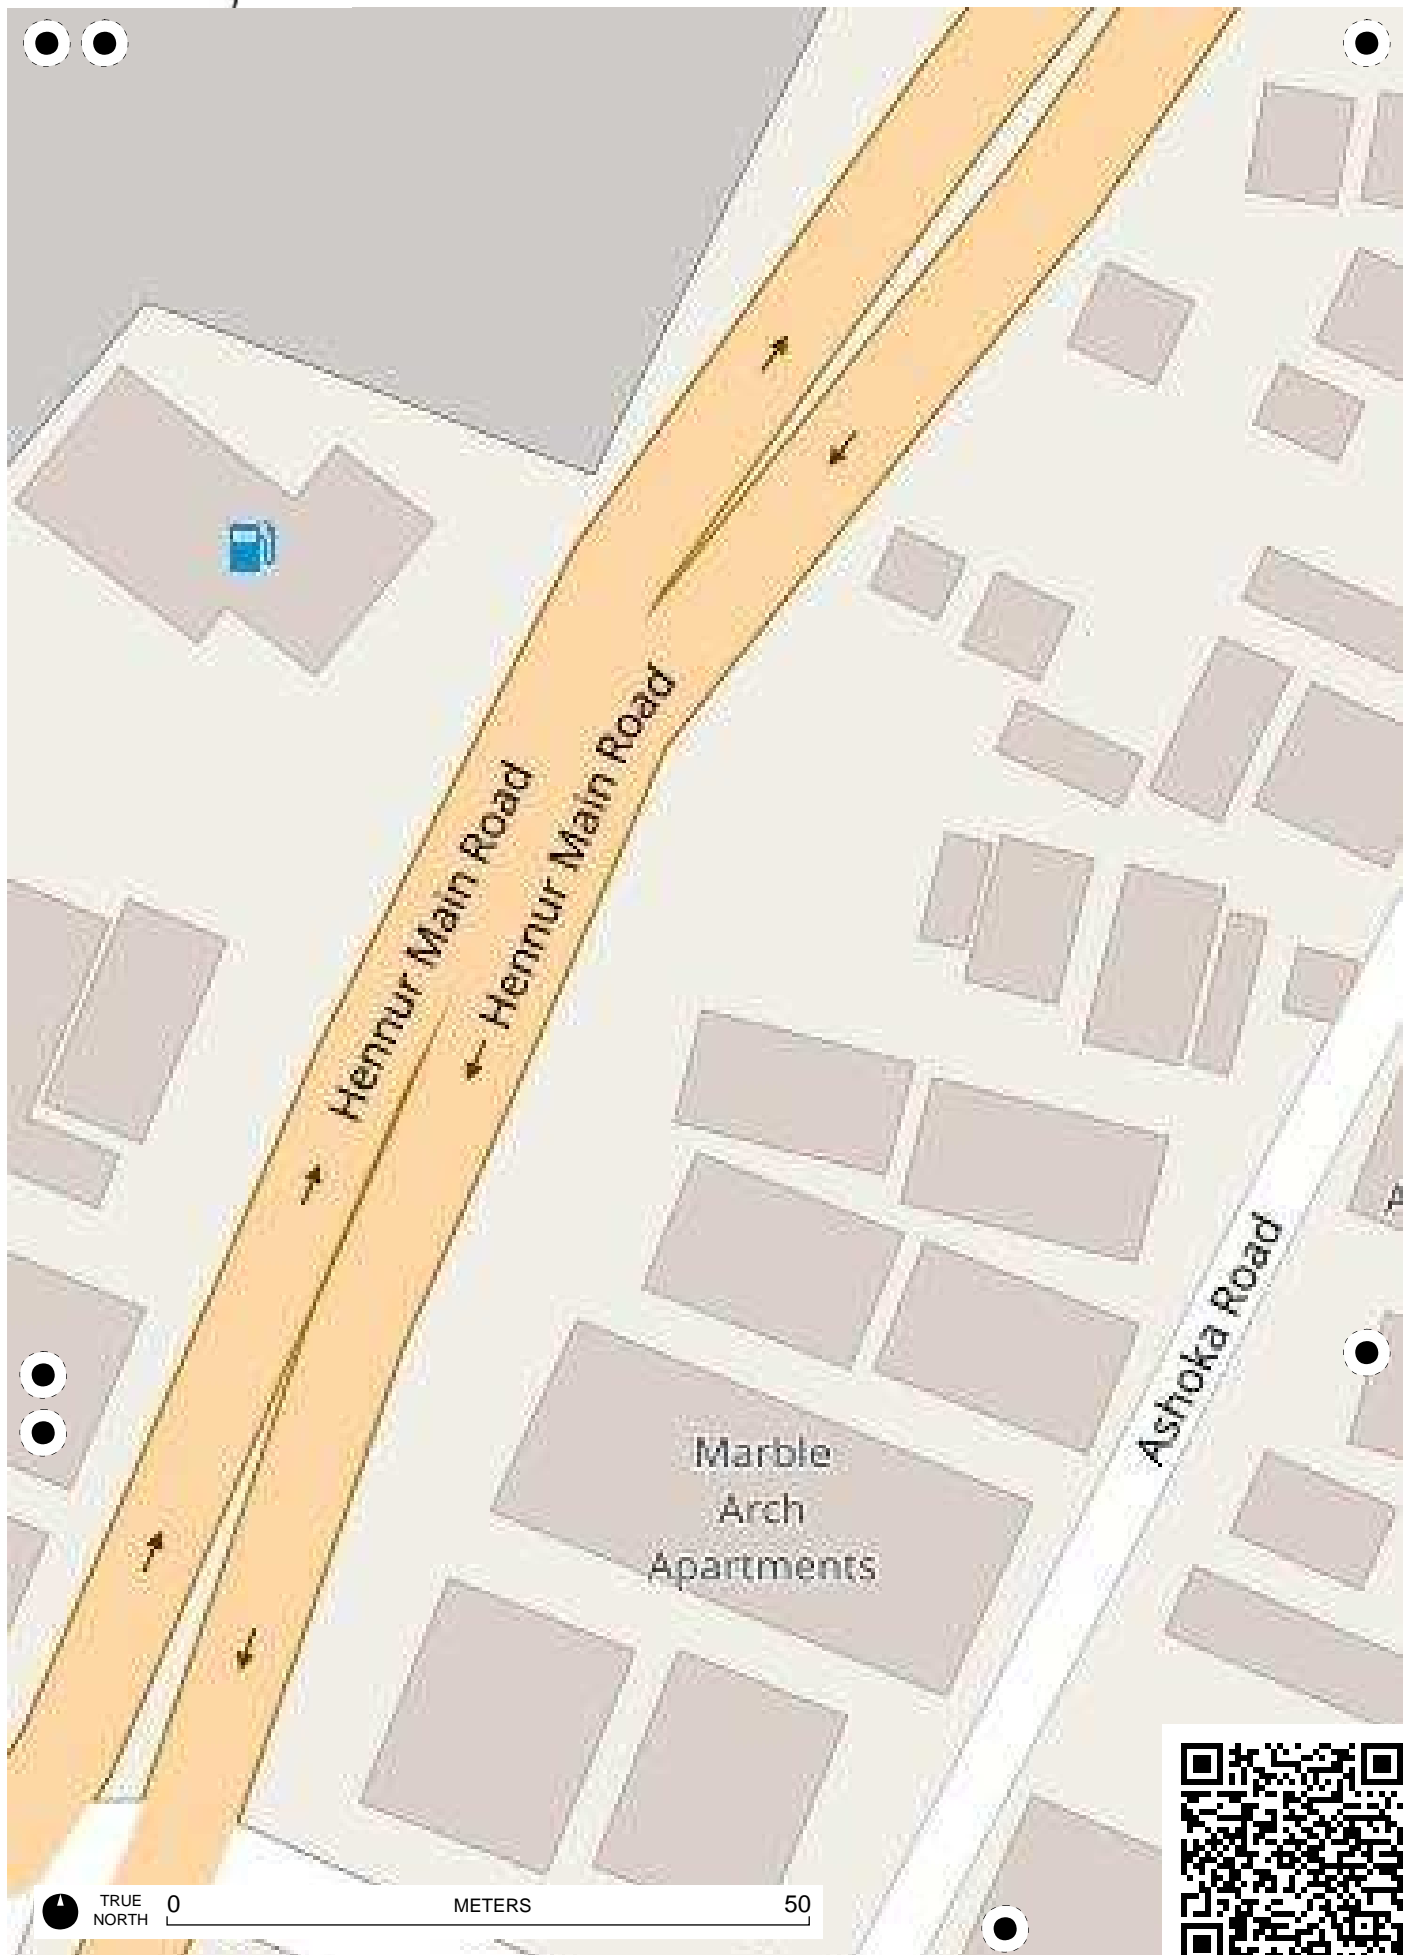 Hennur Main Road
Hennur Main Road
Ashoka Road
Marble
Arch
Apartments
TRUE
NORTH
0
METERS
50